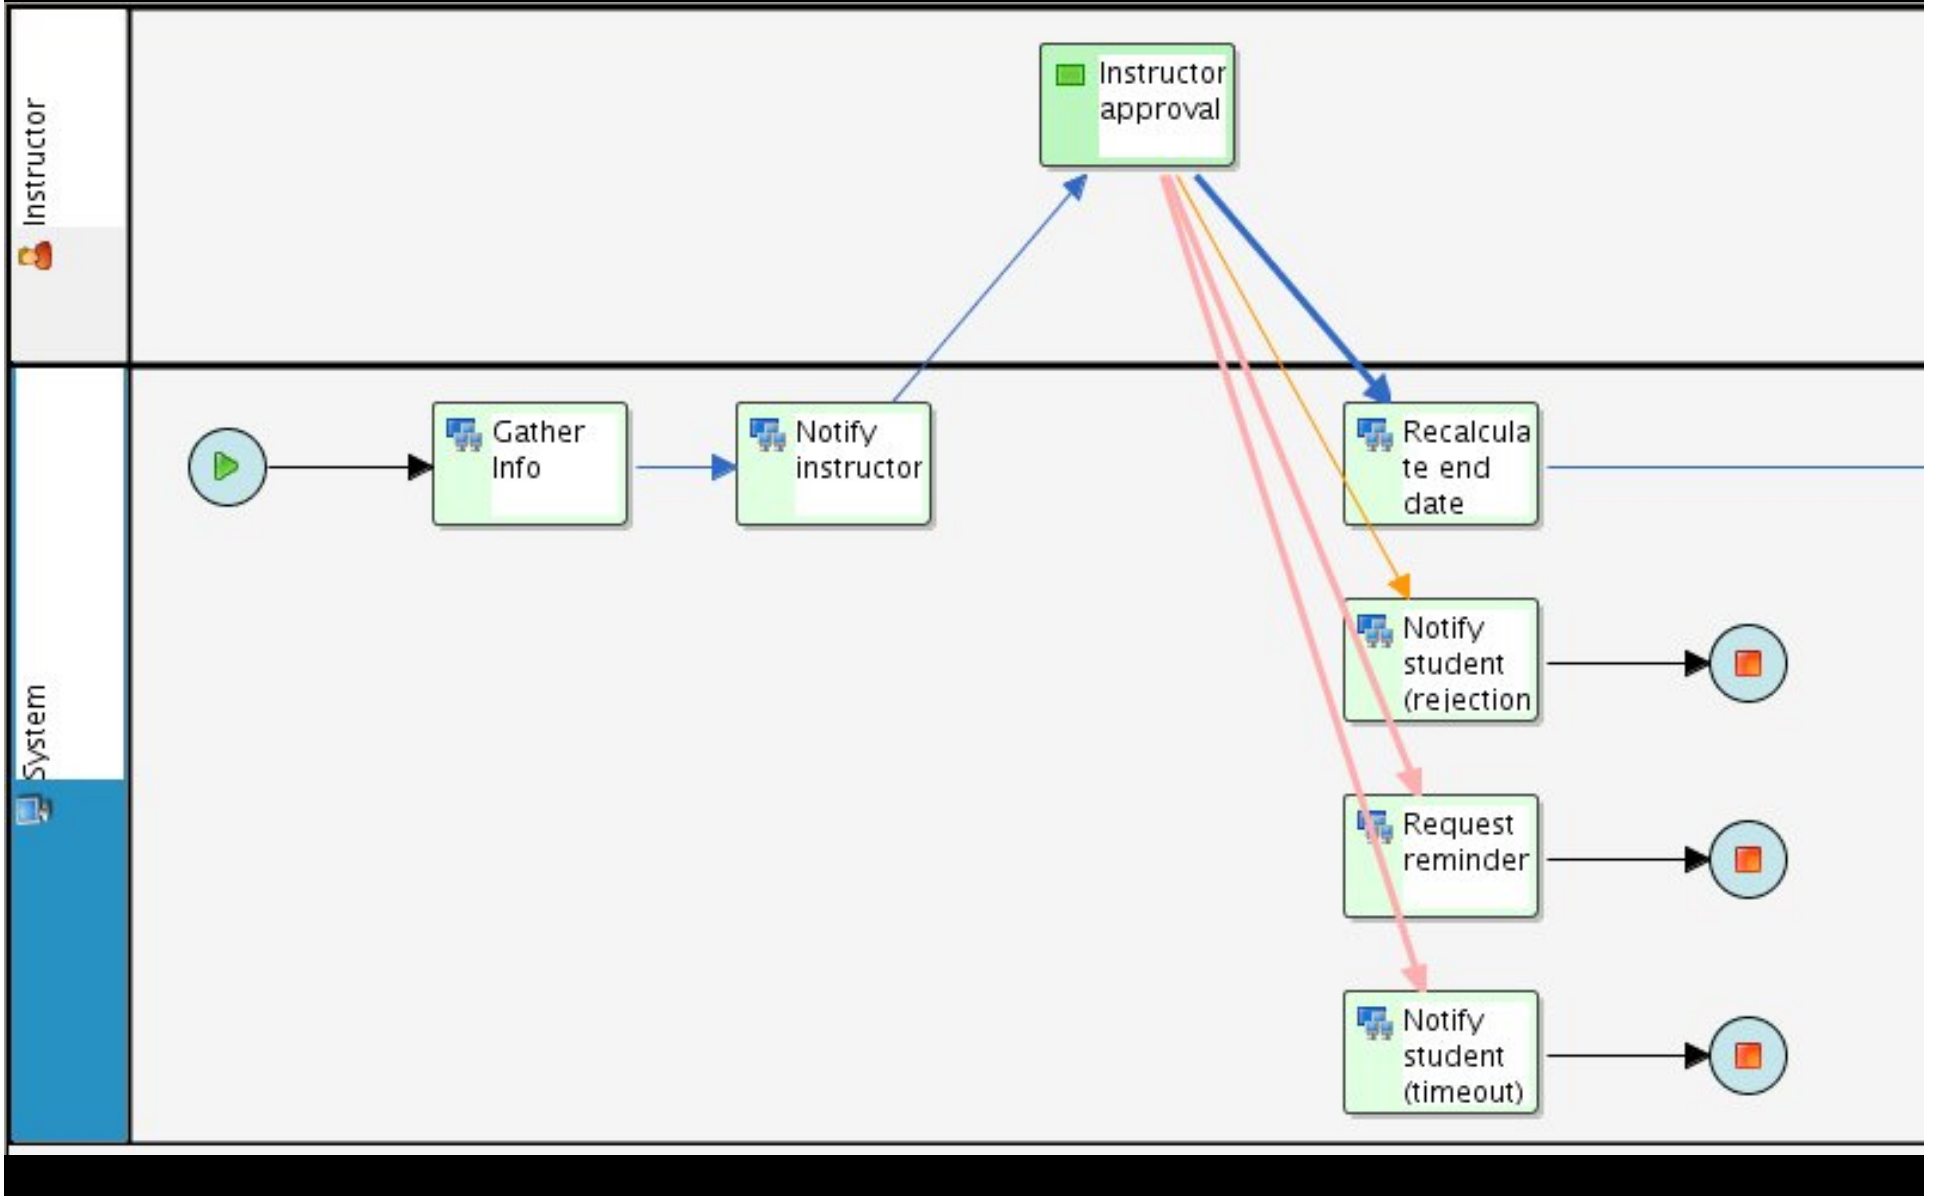 Instructor
Instructor
approval
System
Gather
Info
Notify
instructor
Recalcula
te end
date
Notify
student
(rejection
Request
reminder
Notify
student
(timeout)